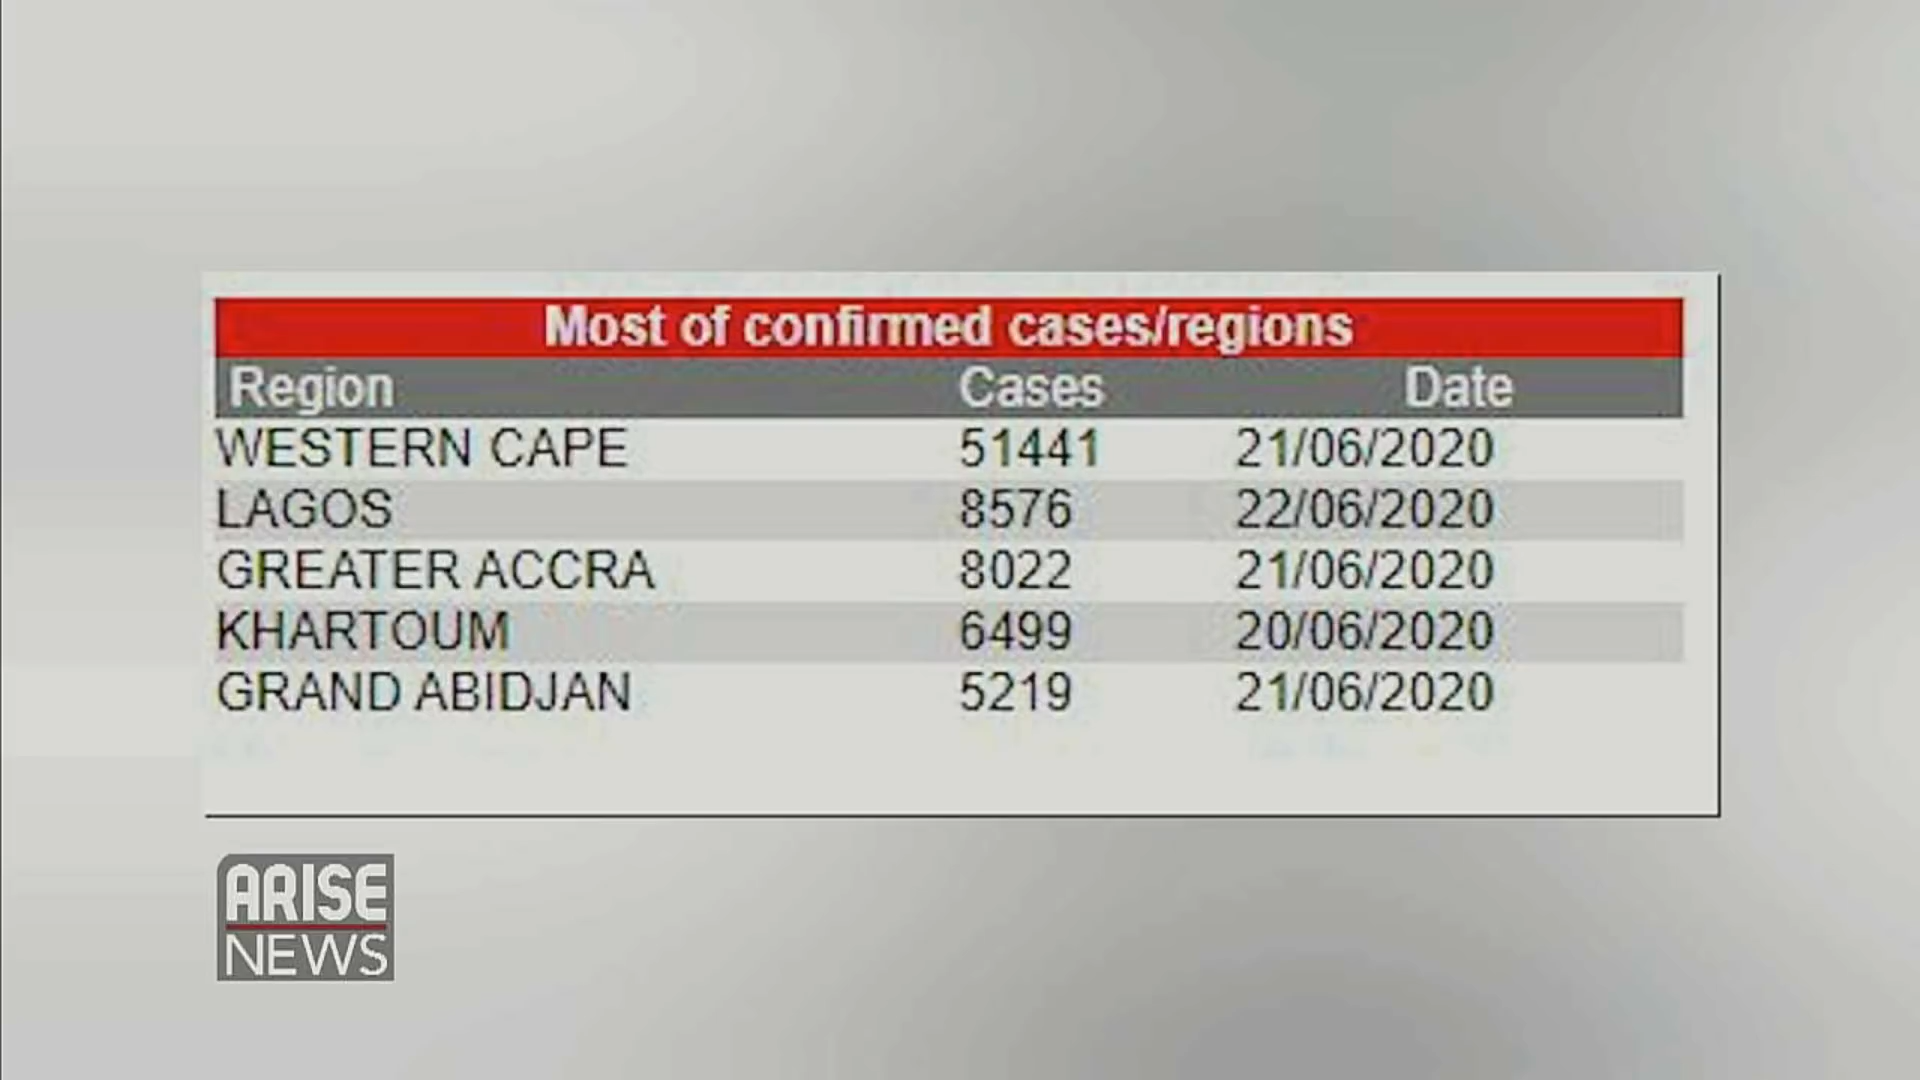 Most of confirmed cases/regions
Region Cases Date
WESTERN CAPE 51441 21/06/2020
LAGOS 8576 22/06/2020
GREATER ACCRA 8022 21/06/2020
KHARTOUM 6499 20/06/2020
GRAND ABIDJAN 5219 21/06/2020
ARISE
NEWS